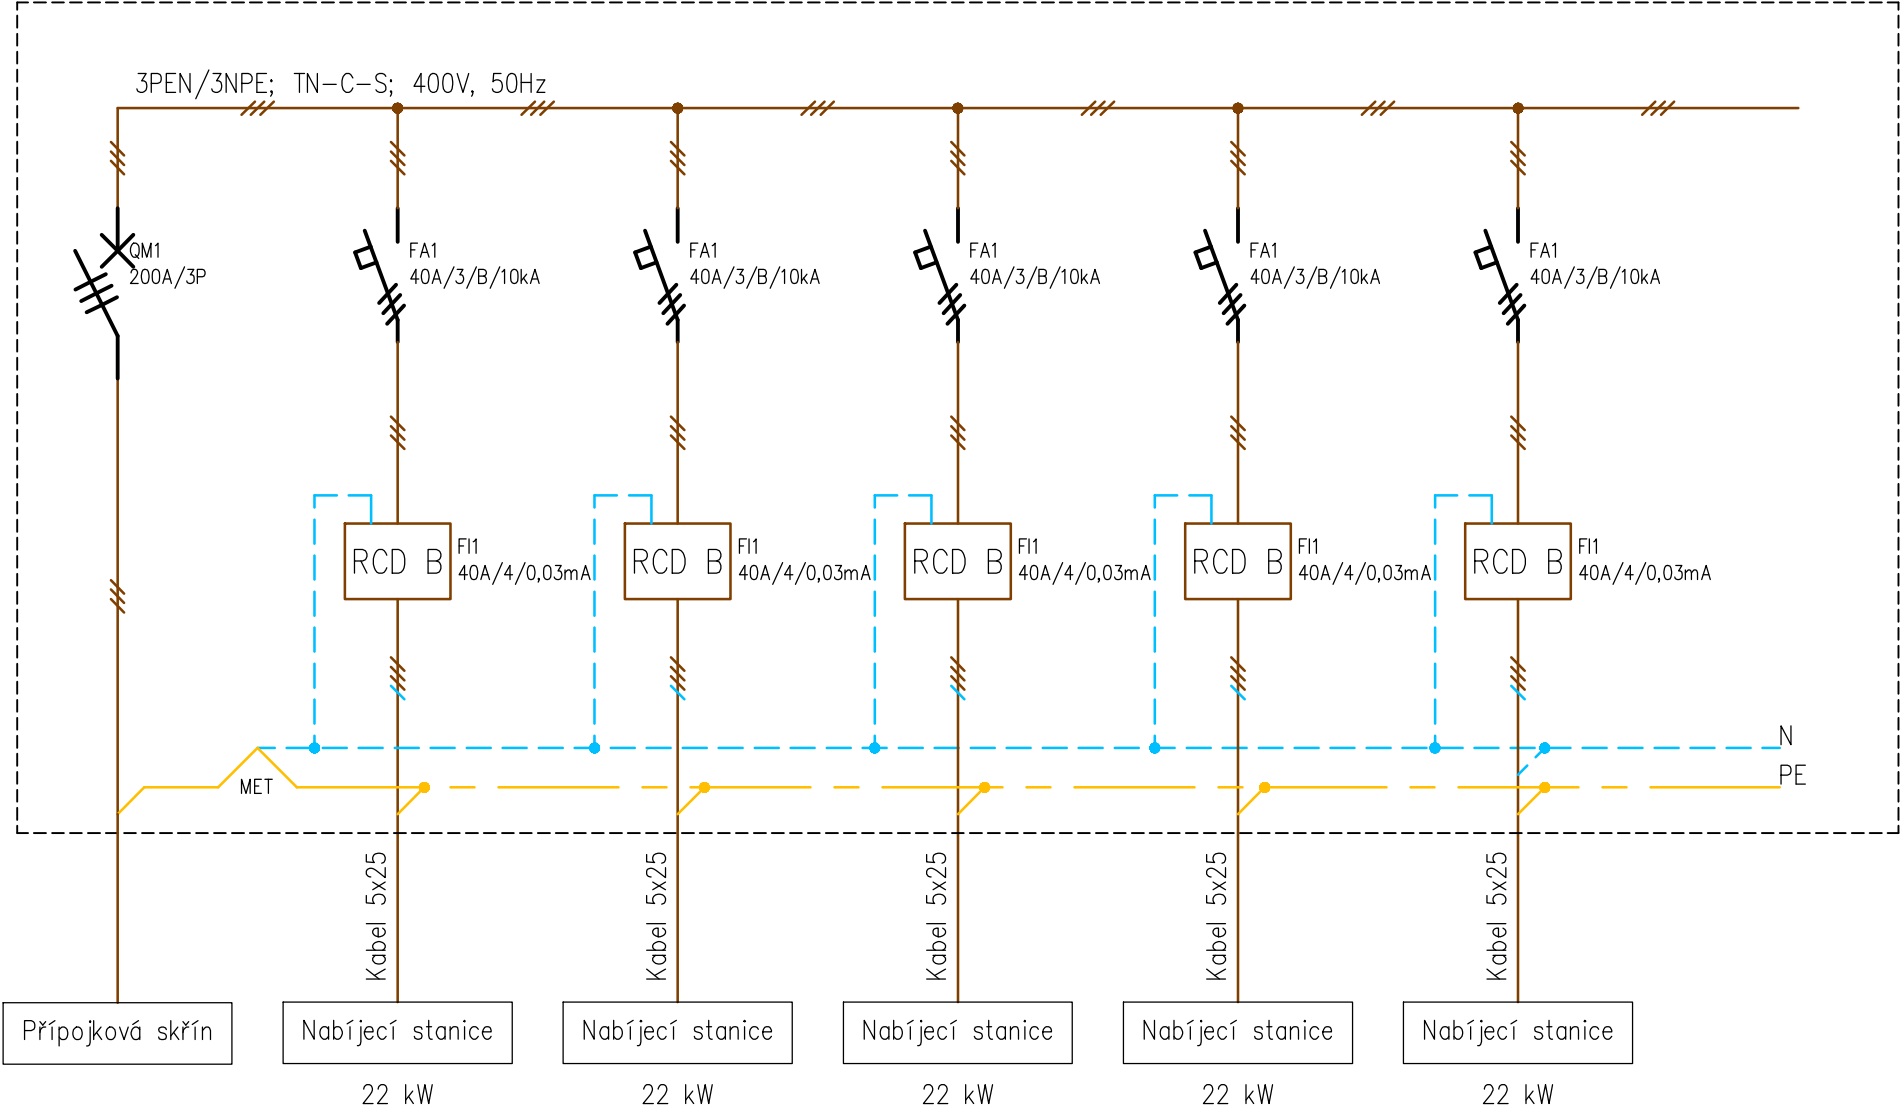 3PEN/3NPE; TN-C-S; 400V, 50Hz
QM1
200A/3P
FA1
40A/3/B/10kA
FA1
40A/3/B/10kA
FA1
40A/3/B/10kA
FA1
40A/3/B/10kA
FA1
40A/3/B/10kA
RCD B
FI1
40A/4/0,03mA
RCD B
FI1
40A/4/0,03mA
RCD B
FI1
40A/4/0,03mA
RCD B
FI1
40A/4/0,03mA
RCD B
FI1
40A/4/0,03mA
N
PE
MET
Kabel 5x25
Kabel 5x25
Kabel 5x25
Kabel 5x25
Kabel 5x25
Přípojková skřín
Nabíjecí stanice
Nabíjecí stanice
Nabíjecí stanice
Nabíjecí stanice
Nabíjecí stanice
22 kW
22 kW
22 kW
22 kW
22 kW